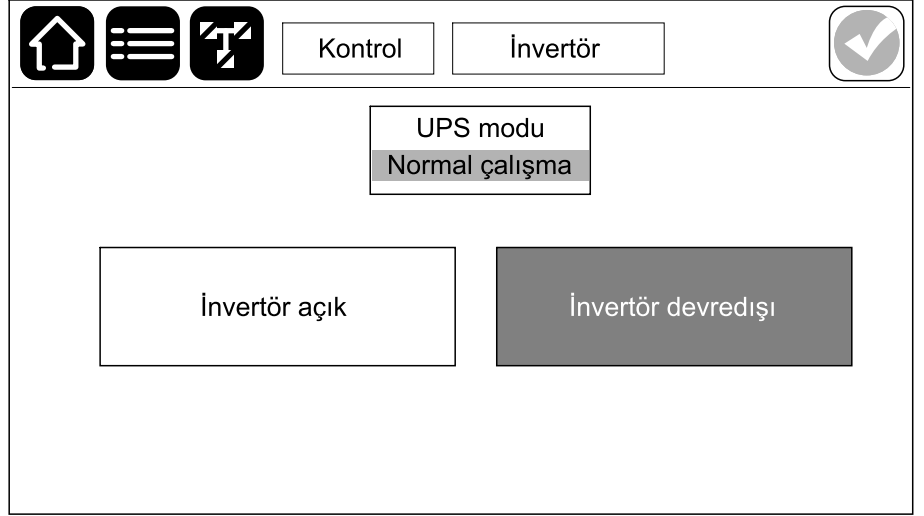 Kontrol
İnvertör
UPS modu
Normal çalışma
İnvertör açık
İnvertör devredışı